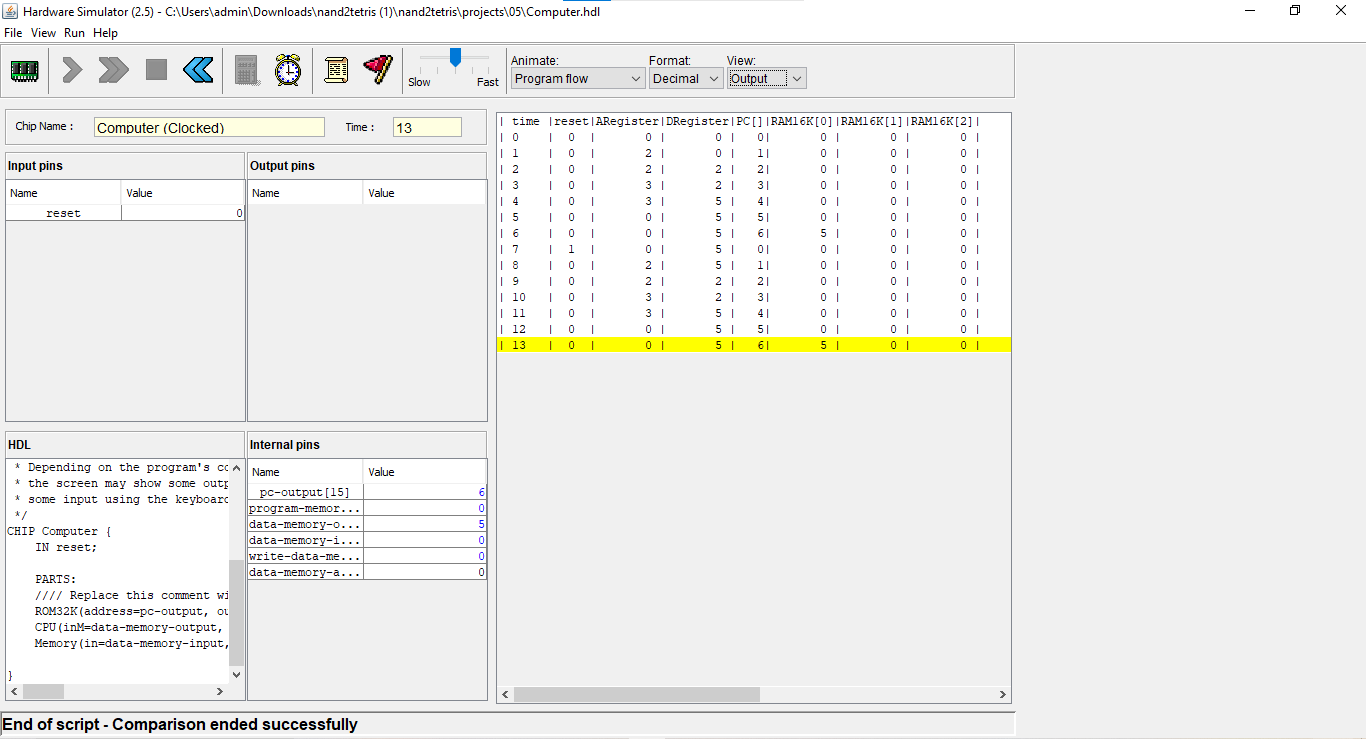 Hardware Simulator (2.5) - C:\Users\admin\Downloads\nand2tetris (1)\nand2tetris\projects\05\Computer.hdl
File View Run Help
Animate: Format: View:
Slow Fast Program flow Decimal Output
Chip Name : Computer (Clocked) Time : 13
Input pins Output pins
Name Value Name Value
reset 0
HDL Internal pins
* Depending on the program's co
* the screen may show some outp
* some input using the keyboard
*/
CHIP Computer {
IN reset;
PARTS:
//// Replace this comment wi
ROM32K(address=pc-output, ou
CPU(inM=data-memory-output,
Memory(in=data-memory-input,
}
Name Value
pc-output[15] 6
program-memor... 0
data-memory-o... 5
data-memory-i... 0
write-data-me... 0
data-memory-a... 0
| time |reset|ARegister|DRegister|PC[]|RAM16K[0]|RAM16K[1]|RAM16K[2]|
| 0 | 0 | 0 | 0 | 0| 0 | 0 | 0 |
| 1 | 0 | 2 | 0 | 1| 0 | 0 | 0 |
| 2 | 0 | 2 | 2 | 2| 0 | 0 | 0 |
| 3 | 0 | 3 | 2 | 3| 0 | 0 | 0 |
| 4 | 0 | 3 | 5 | 4| 0 | 0 | 0 |
| 5 | 0 | 0 | 5 | 5| 0 | 0 | 0 |
| 6 | 0 | 0 | 5 | 6| 5 | 0 | 0 |
| 7 | 1 | 0 | 5 | 0| 0 | 0 | 0 |
| 8 | 0 | 2 | 5 | 1| 0 | 0 | 0 |
| 9 | 0 | 2 | 2 | 2| 0 | 0 | 0 |
| 10 | 0 | 3 | 2 | 3| 0 | 0 | 0 |
| 11 | 0 | 3 | 5 | 4| 0 | 0 | 0 |
| 12 | 0 | 0 | 5 | 5| 0 | 0 | 0 |
| 13 | 0 | 0 | 5 | 6| 5 | 0 | 0 |
End of script - Comparison ended successfully